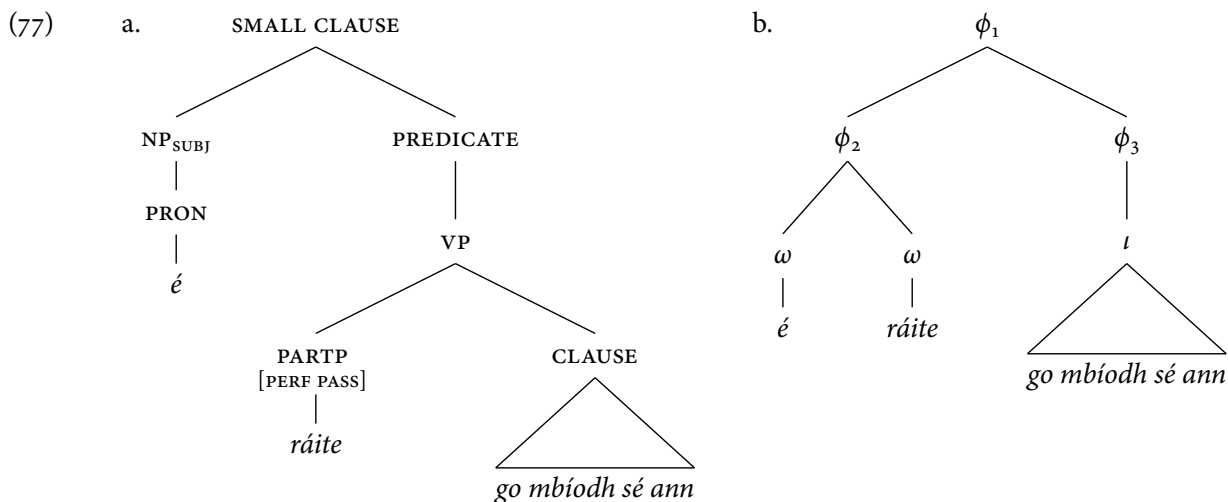 (77) a. SMALL CLAUSE b. ϕ₁
NP_SUBJ PREDICATE ϕ₂ ϕ₃
PRON
VP ω ω ι
é
é ráite
PARTP CLAUSE go mbíodh sé ann
[PERF PASS]
ráite
go mbíodh sé ann